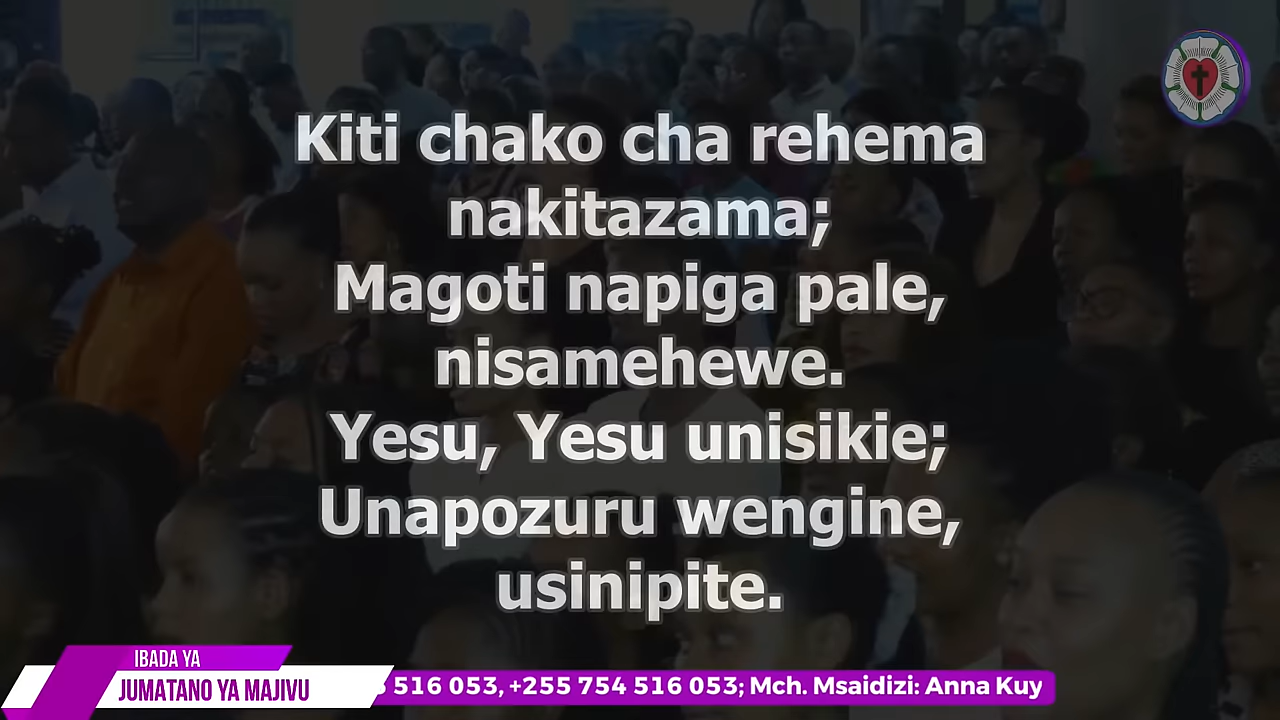 Kiti chako cha rehema
nakitazama;
Magoti napiga pale,
nisamehewe.
Yesu, Yesu unisikie;
Unapozuru wengine,
usinipite.
IBADA YA
JUMATANO YA MAJIVU
516 053, +255 754 516 053; Mch. Msaidizi: Anna Kuy